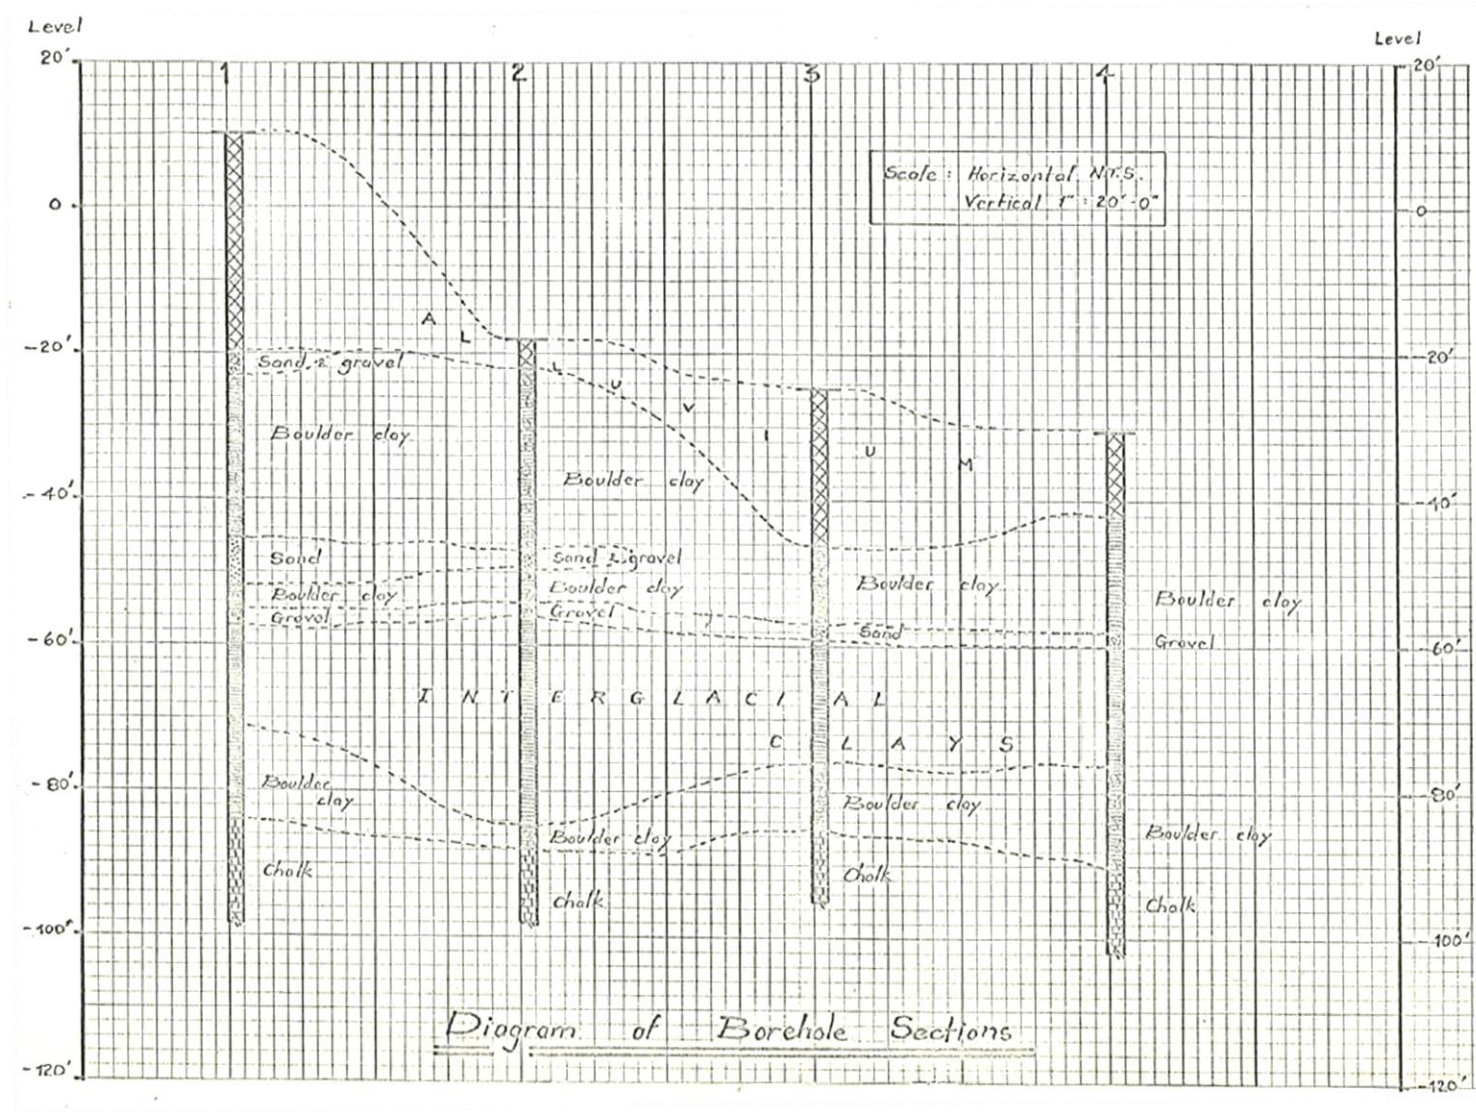 Level
Level
20'
1
2
3
4
20'
Scale : Horizontal N.T.S.
Vertical 1" : 20'-0"
0
0
A L L U V I U M
-20'
-20'
Sand & gravel
Boulder clay
Boulder clay
-40'
-40'
Sand
Sand & gravel
Boulder clay
Boulder clay
Boulder clay
Boulder clay
Gravel
Gravel
Sand
Gravel
-60'
-60'
I N T E R G L A C I A L
C L A Y S
-80'
-80'
Boulder
clay
Boulder clay
Boulder clay
Boulder clay
Chalk
Chalk
Chalk
Chalk
-100'
-100'
Diagram of Borehole Sections
-120'
-120'